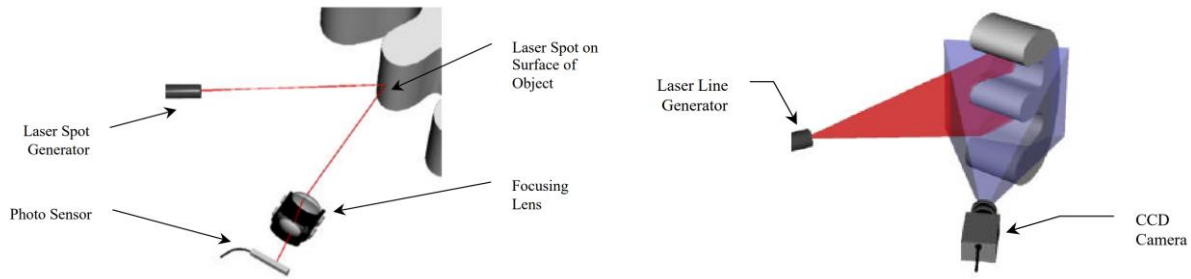 Laser Spot on
Surface of
Object
Laser Spot
Generator
Photo Sensor
Focusing
Lens
Laser Line
Generator
CCD
Camera